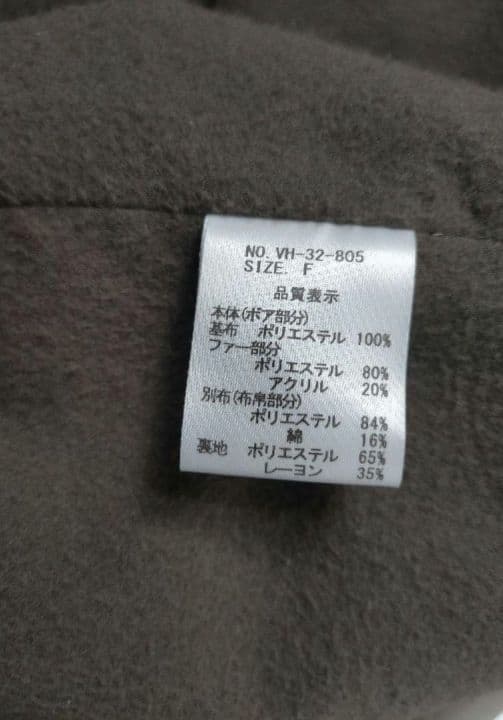 NO. VH-32-805
SIZE. F
品質表示
本体(ボア部分)
基布 ポリエステル 100%
ファー部分
ポリエステル 80%
アクリル 20%
別布(布帛部分)
ポリエステル 84%
綿 16%
裏地 ポリエステル 65%
レーヨン 35%